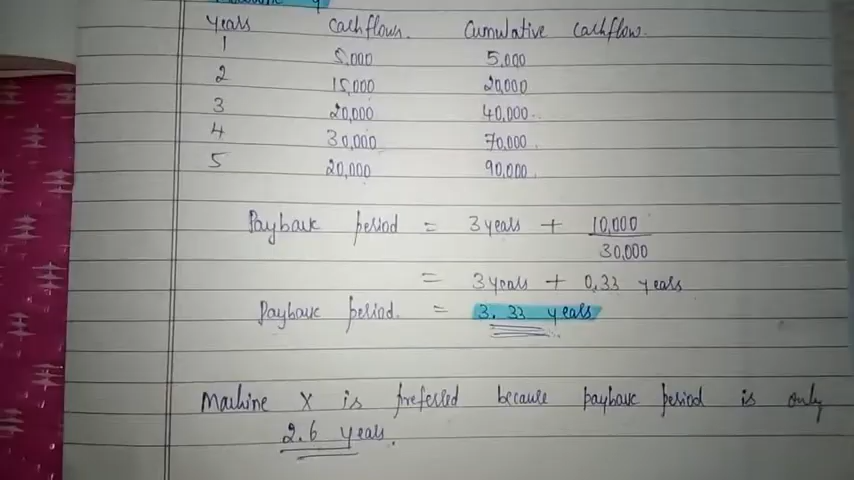 Years Cashflows. Cumulative Cashflow.
1 5,000 5,000
2 15,000 20,000
3 20,000 40,000.
4 30,000 70,000.
5 20,000 90,000.
Payback period = 3 years + 10,000
30,000
= 3 years + 0.33 years
Payback period. = 3.33 years
Machine X is preferred because payback period is only
2.6 years.